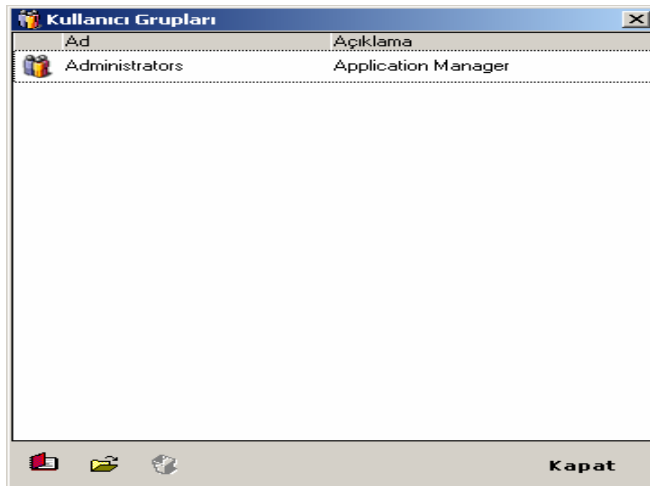 Kullanıcı Grupları
Ad Açıklama
Administrators Application Manager
Kapat